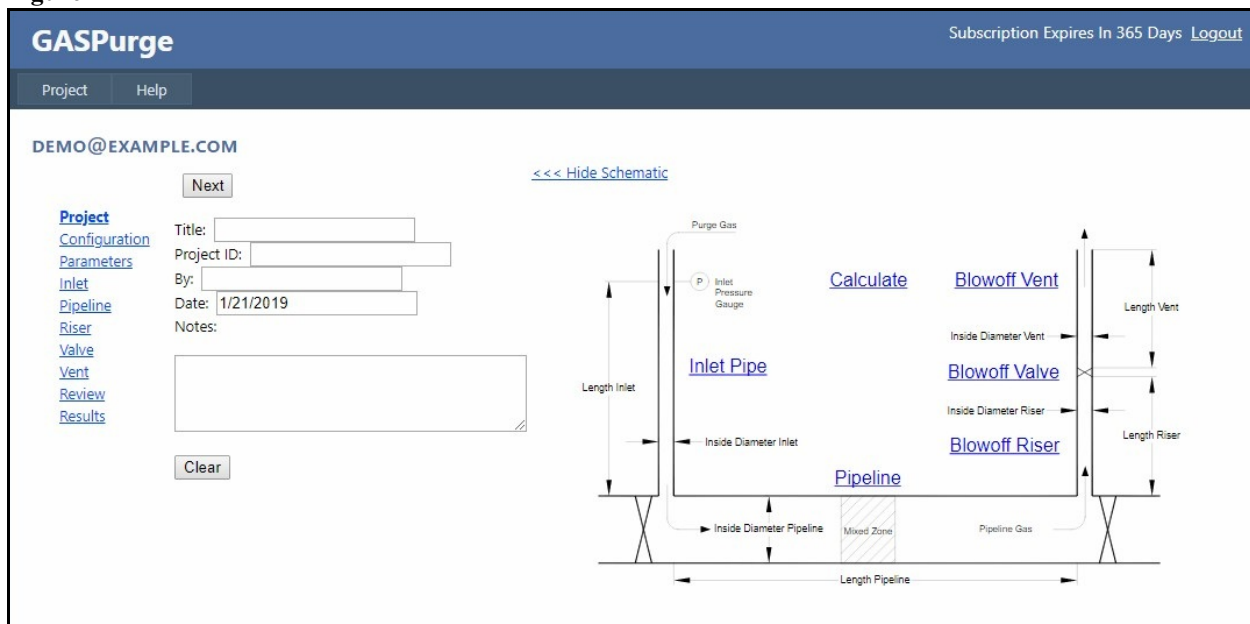 GASPurge
Subscription Expires In 365 Days Logout
Project Help
DEMO@EXAMPLE.COM
Next
<<< Hide Schematic
Project
Configuration
Parameters
Inlet
Pipeline
Riser
Valve
Vent
Review
Results
Title:
Project ID:
By:
Date: 1/21/2019
Notes:
Clear
Purge Gas
P
Inlet
Pressure
Gauge
Calculate
Blowoff Vent
Length Vent
Inside Diameter Vent
Inlet Pipe
Blowoff Valve
Length Inlet
Inside Diameter Riser
Length Riser
Inside Diameter Inlet
Blowoff Riser
Pipeline
Inside Diameter Pipeline
Mixed Zone
Pipeline Gas
Length Pipeline